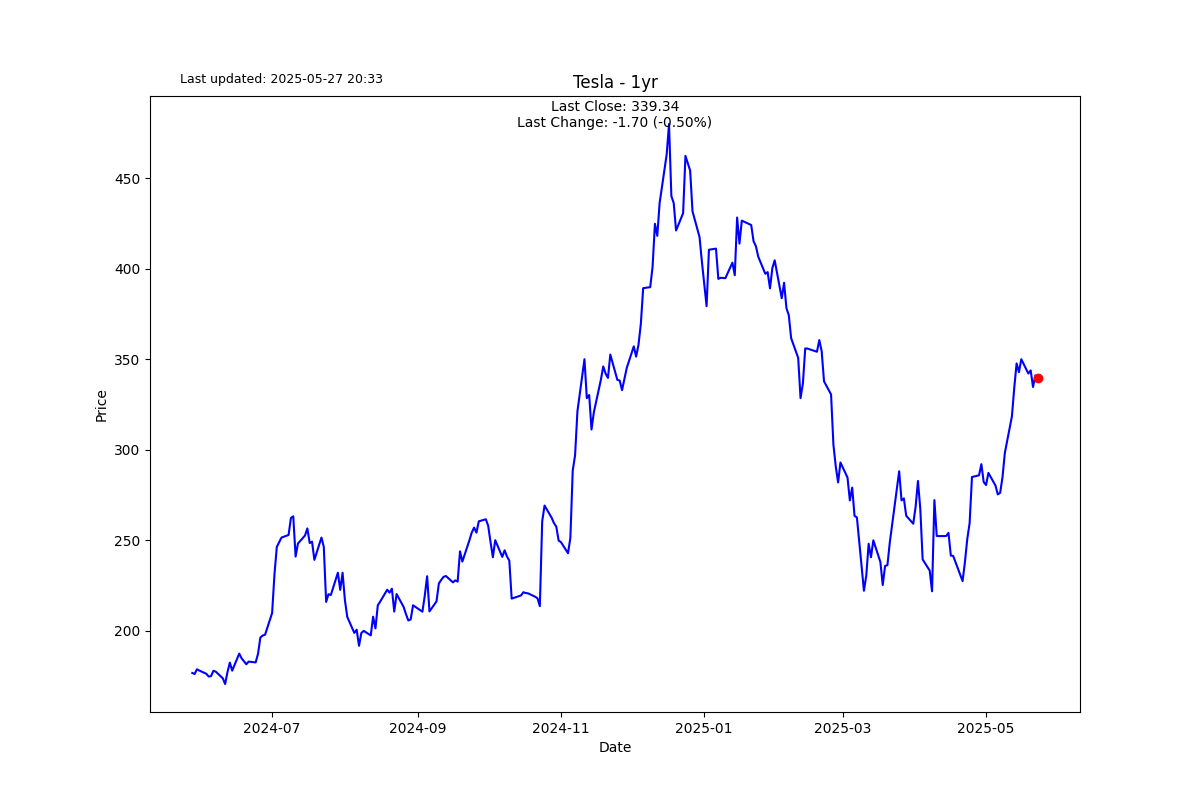 Last updated: 2025-05-27 20:33
Tesla - 1yr
Last Close: 339.34
Last Change: -1.70 (-0.50%)
450
400
350
300
250
200
Price
2024-07
2024-09
2024-11
2025-01
2025-03
2025-05
Date